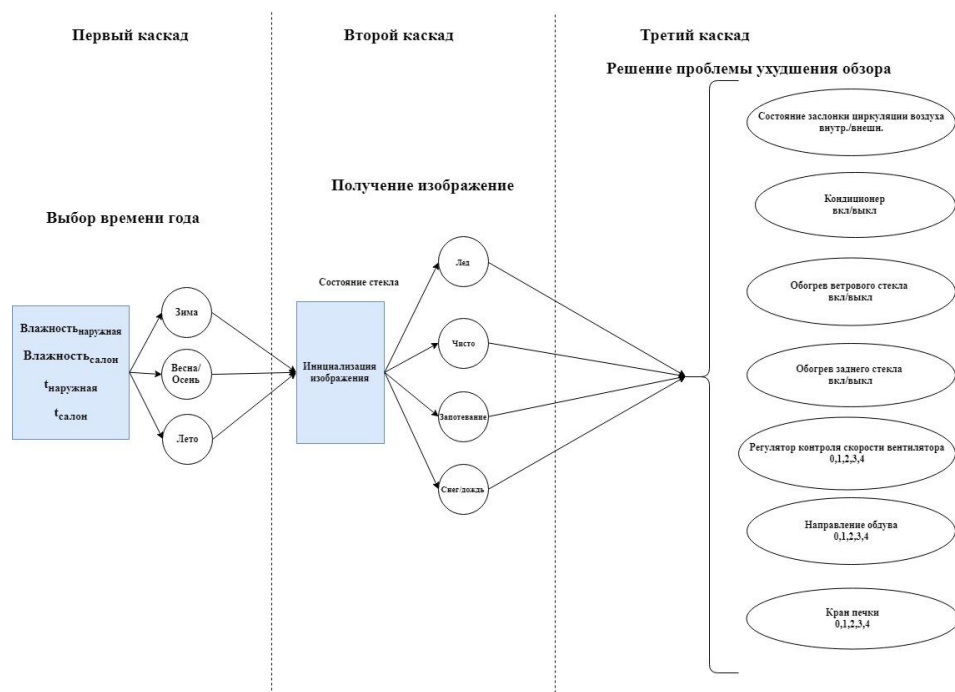 Первый каскад
Второй каскад
Третий каскад
Решение проблемы ухудшения обзора
Выбор времени года
Влажностьнаружная
Влажностьсалон
tнаружная
tсалон
Зима
Весна/
Осень
Лето
Получение изображение
Состояние стекла
Инициализация
изображения
Лед
Чисто
Запотевание
Снег/дождь
Состояние заслонки циркуляции воздуха
внутр./внешн.
Кондиционер
вкл/выкл
Обогрев ветрового стекла
вкл/выкл
Обогрев заднего стекла
вкл/выкл
Регулятор контроля скорости вентилятора
0,1,2,3,4
Направление обдува
0,1,2,3,4
Кран печки
0,1,2,3,4